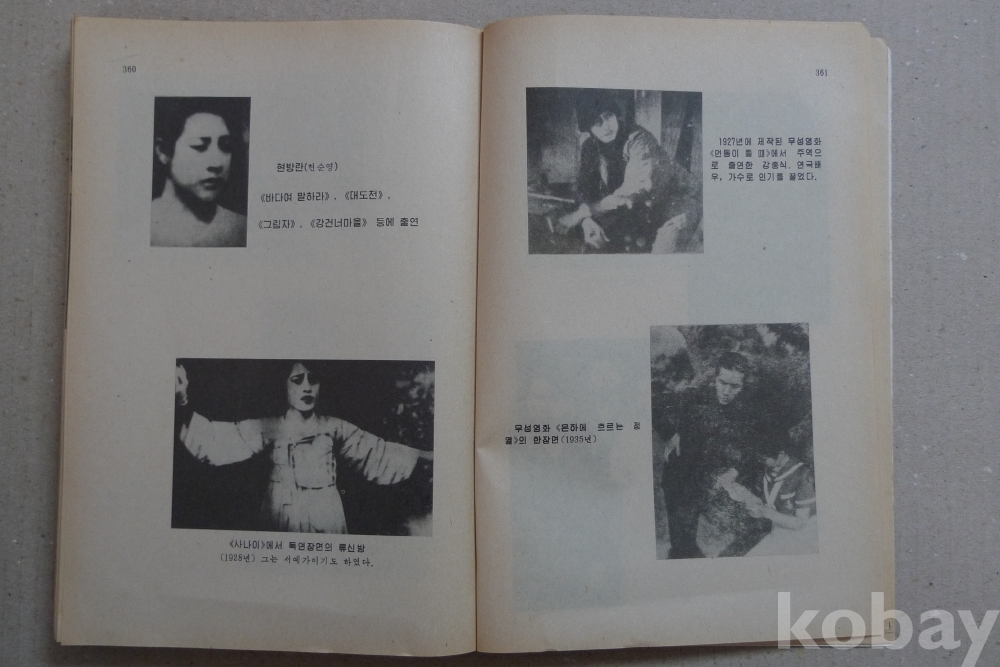 360
현방란(현순영)
《바다여 말하라》, 《대도전》,
《그림자》, 《강건너마을》 등에 출연
《사나이》에서 독연장면의 류신방
(1928년) 그는 서예가이기도 하였다.
361
1927년에 제작된 무성영화
《먼동이 틀 때》에서 주역으
로 출연한 강홍식. 연극배
우, 가수로 인기를 끌었다.
무성영화 《은하에 흐르는 정
열》의 한장면(1935년)
kobay